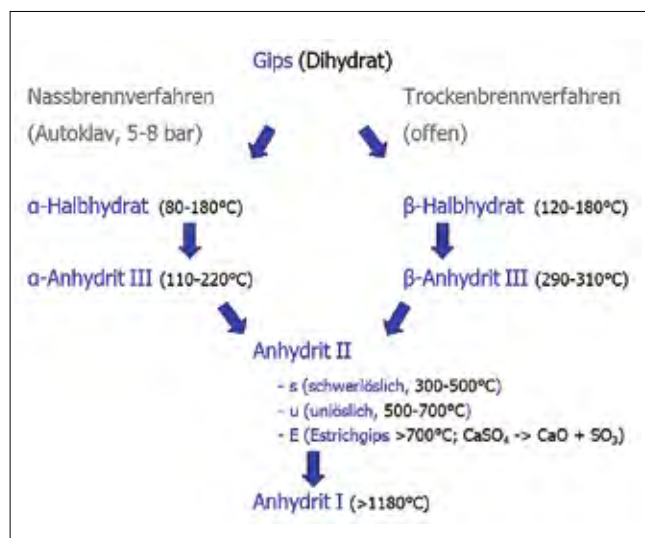 Gips (Dihydrat)
Nassbrennverfahren
(Autoklav, 5-8 bar)
Trockenbrennverfahren
(offen)
α-Halbhydrat (80-180°C)
β-Halbhydrat (120-180°C)
α-Anhydrit III (110-220°C)
β-Anhydrit III (290-310°C)
Anhydrit II
- s (schwerlöslich, 300-500°C)
- u (unlöslich, 500-700°C)
- E (Estrichgips >700°C; CaSO₄ -> CaO + SO₃)
Anhydrit I (>1180°C)